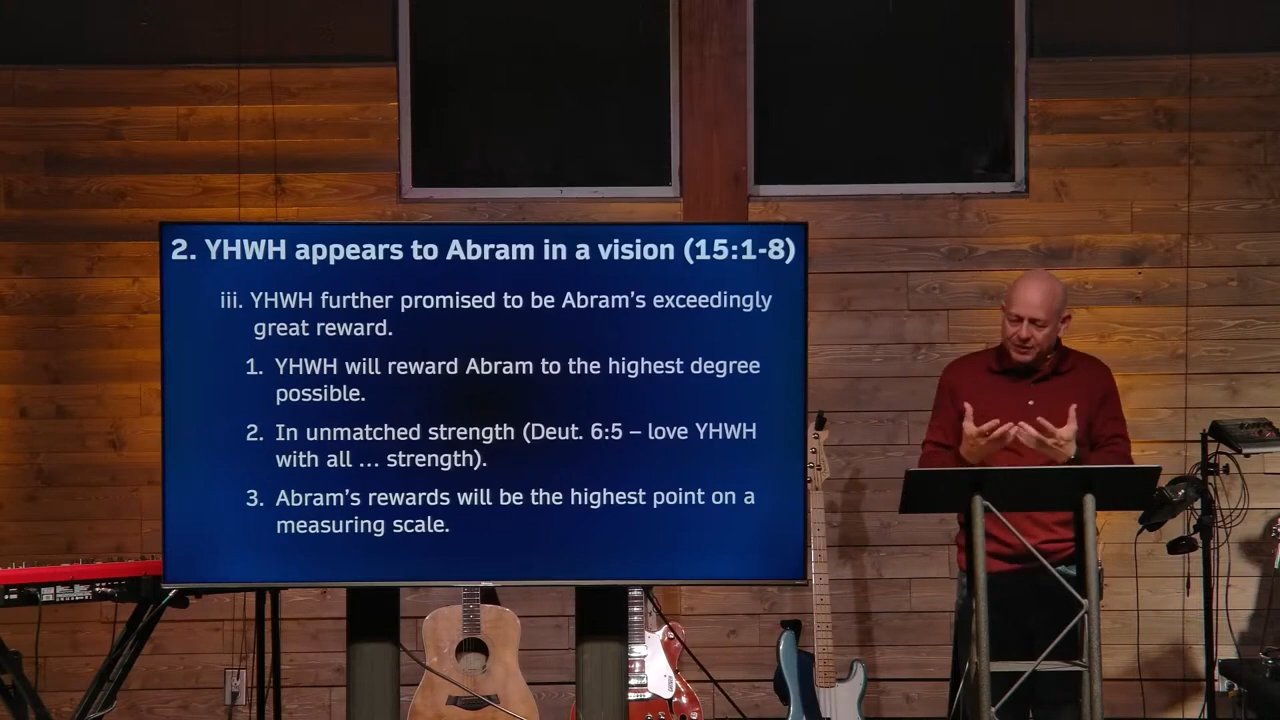 2. YHWH appears to Abram in a vision (15:1-8)
iii. YHWH further promised to be Abram's exceedingly
great reward.
1. YHWH will reward Abram to the highest degree
possible.
2. In unmatched strength (Deut. 6:5 – love YHWH
with all ... strength).
3. Abram's rewards will be the highest point on a
measuring scale.